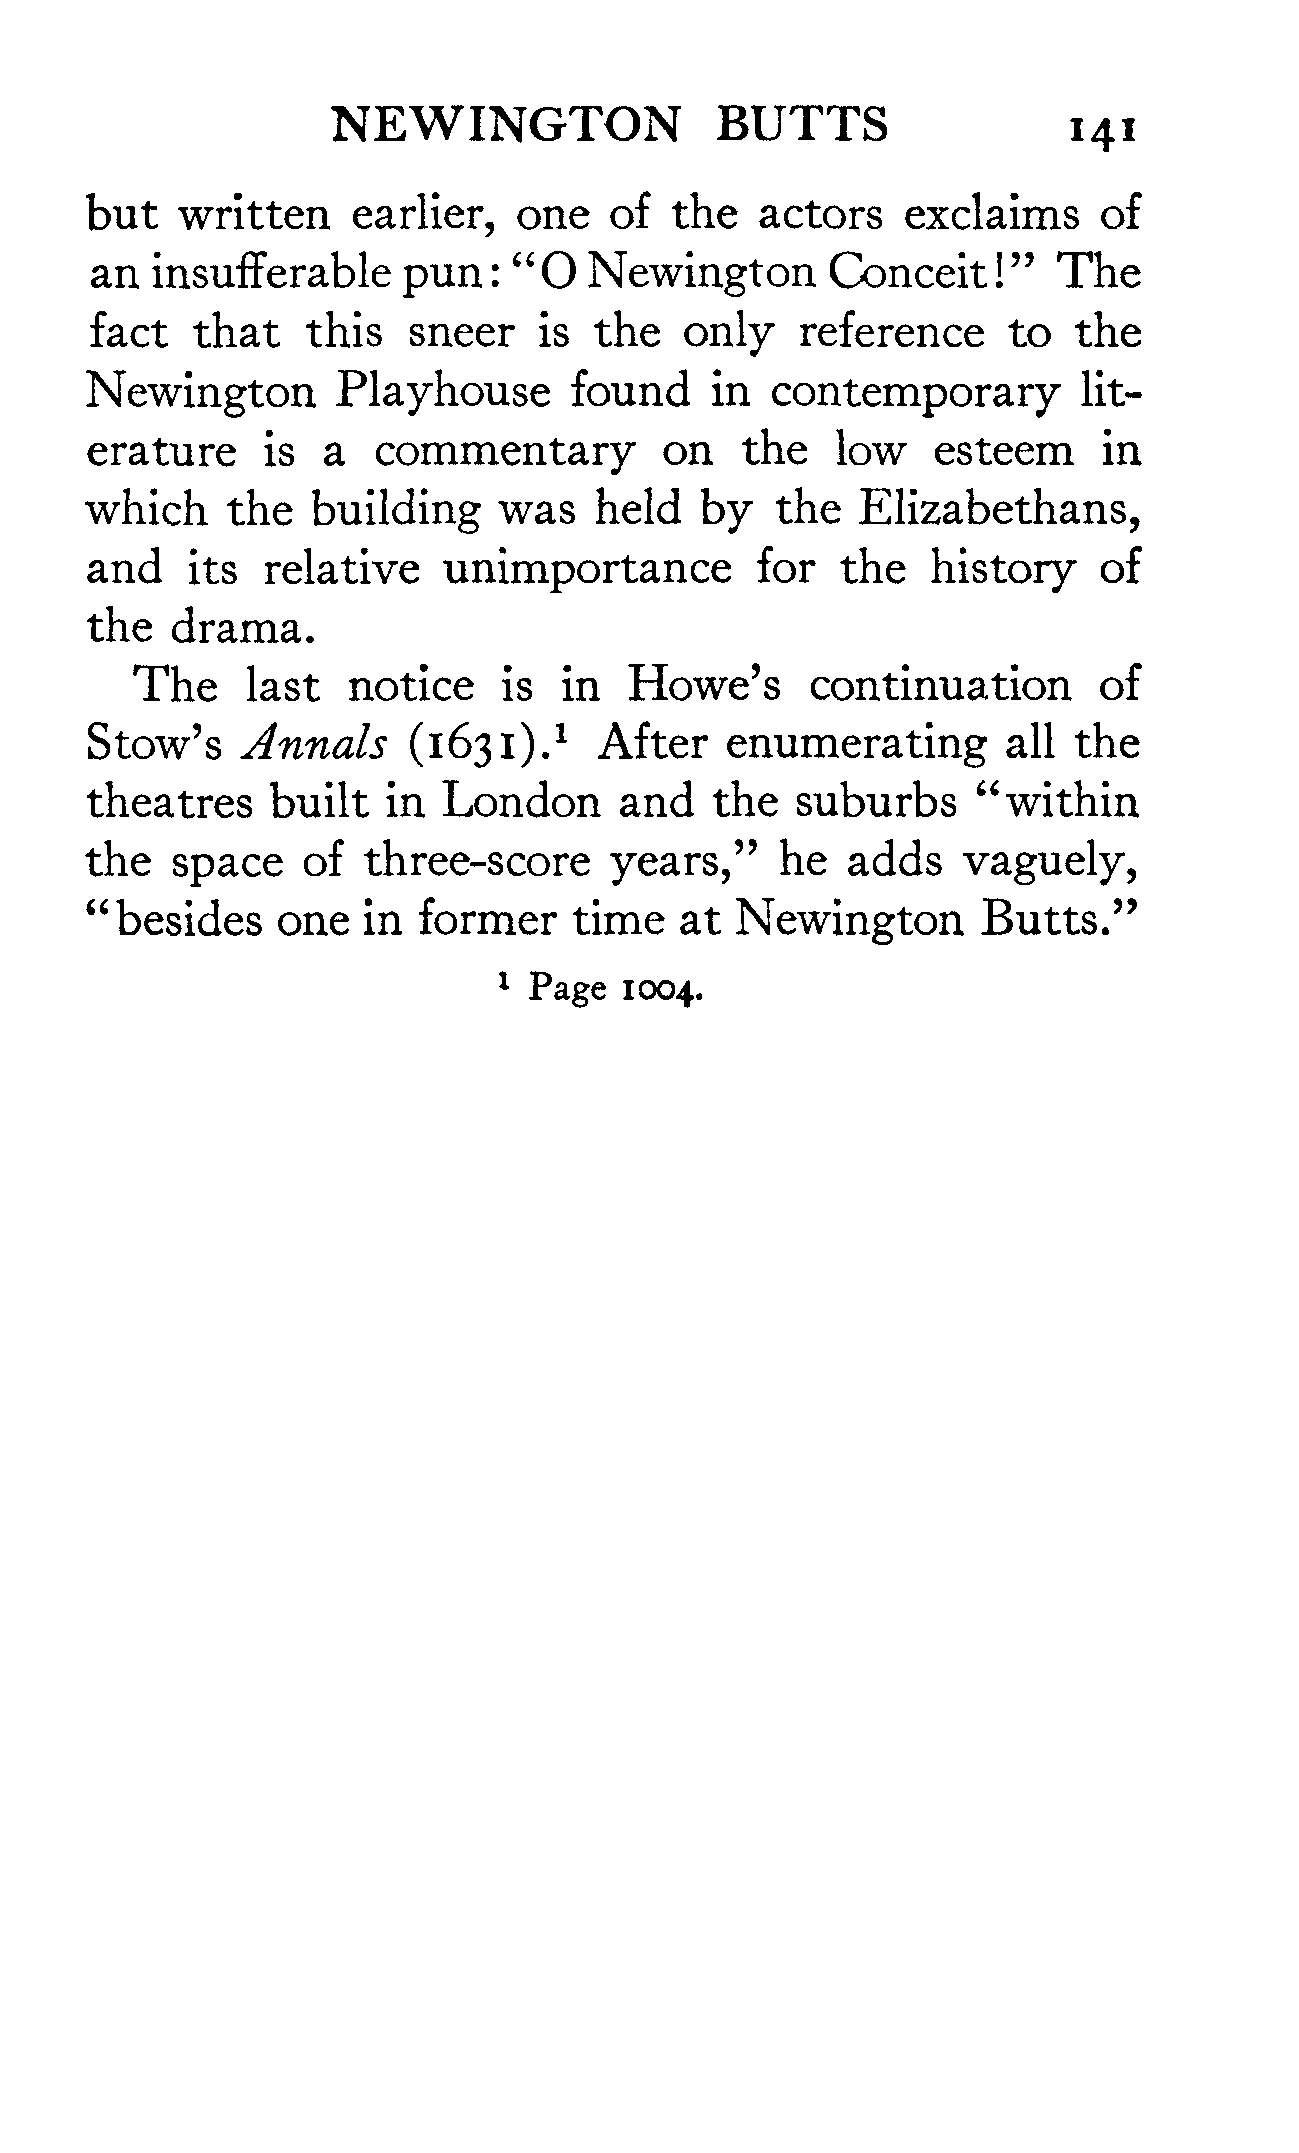 NEWINGTON BUTTS 141
but written earlier, one of the actors exclaims of
an insufferable pun: “O Newington Conceit!” The
fact that this sneer is the only reference to the
Newington Playhouse found in contemporary lit-
erature is a commentary on the low esteem in
which the building was held by the Elizabethans,
and its relative unimportance for the history of
the drama.
The last notice is in Howe’s continuation of
Stow’s Annals (1631).¹ After enumerating all the
theatres built in London and the suburbs “within
the space of three-score years,” he adds vaguely,
“besides one in former time at Newington Butts.”
¹ Page 1004.